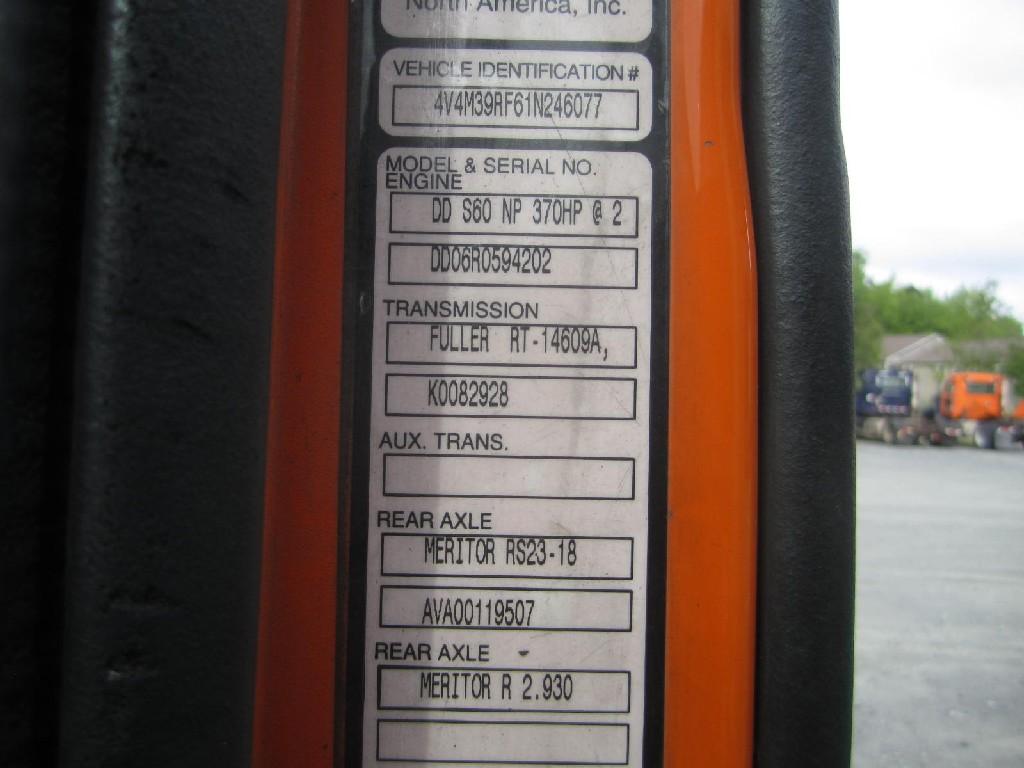 North America, Inc.
VEHICLE IDENTIFICATION #
4V4M39RF61N246077
MODEL & SERIAL NO.
ENGINE
DD S60 NP 370HP @ 2
DD06R0594202
TRANSMISSION
FULLER RT-14609A,
K0082928
AUX. TRANS.
REAR AXLE
MERITOR RS23-18
AVA00119507
REAR AXLE
MERITOR R 2.930